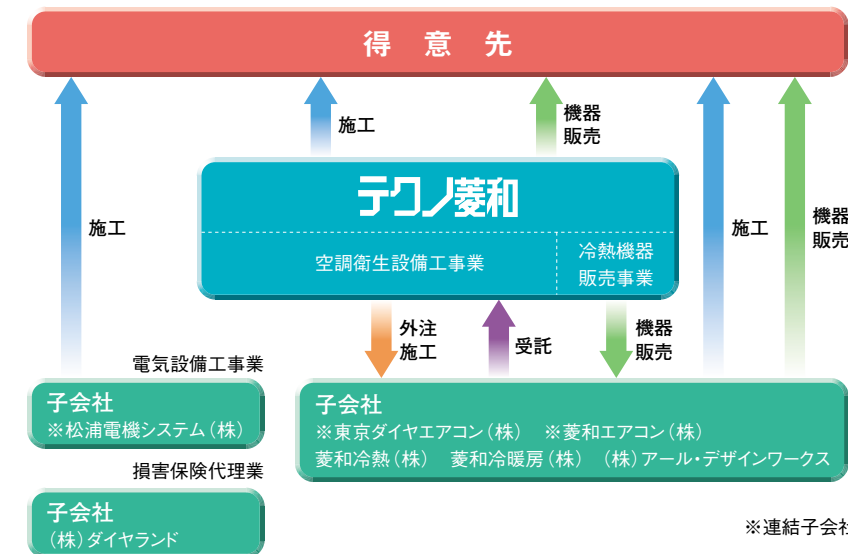 得意先
施工
機器
販売
テクノ菱和
空調衛生設備工事業
冷熱機器
販売事業
施工
施工
機器
販売
外注
施工
受託
機器
販売
電気設備工事業
子会社
※松浦電機システム（株）
損害保険代理業
子会社
（株）ダイヤランド
子会社
※東京ダイヤエアコン（株） ※菱和エアコン（株）
菱和冷熱（株） 菱和冷暖房（株） （株）アール・デザインワークス
※連結子会社